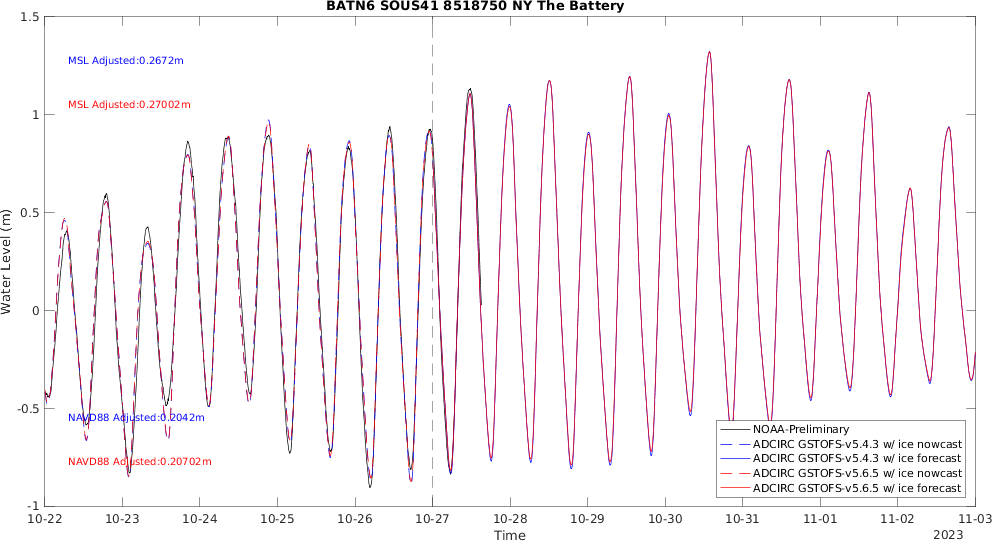 BATN6 SOUS41 8518750 NY The Battery
1.5
1
0.5
0
-0.5
-1
Water Level (m)
MSL Adjusted:0.2672m
MSL Adjusted:0.27002m
NAVD88 Adjusted:0.2042m
NAVD88 Adjusted:0.20702m
NOAA-Preliminary
ADCIRC GSTOFS-v5.4.3 w/ ice nowcast
ADCIRC GSTOFS-v5.4.3 w/ ice forecast
ADCIRC GSTOFS-v5.6.5 w/ ice nowcast
ADCIRC GSTOFS-v5.6.5 w/ ice forecast
10-22 10-23 10-24 10-25 10-26 10-27 10-28 10-29 10-30 10-31 11-01 11-02 11-03
Time
2023